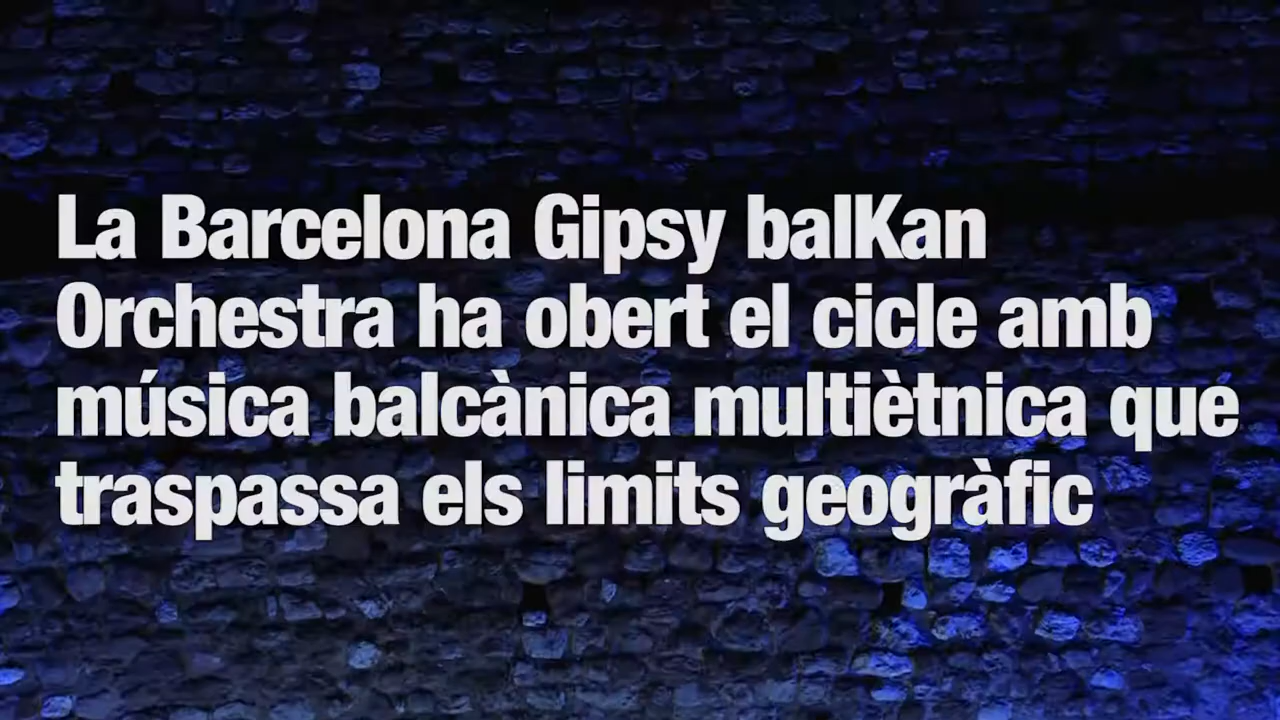 La Barcelona Gipsy balKan
Orchestra ha obert el cicle amb
música balcànica multiètnica que
traspassa els limits geogràfic